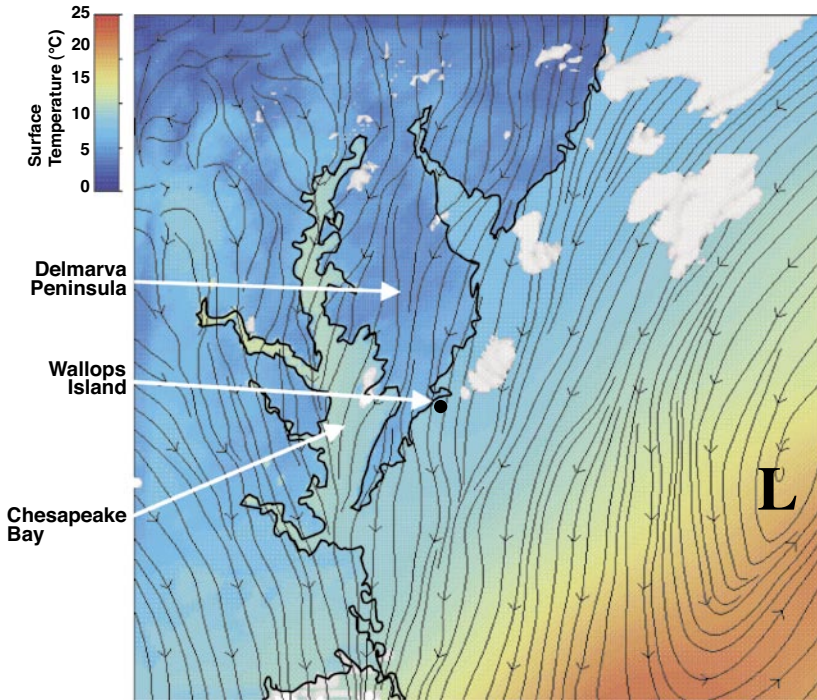 25
20
15
10
5
0
Surface
Temperature (°C)
Delmarva
Peninsula
Wallops
Island
Chesapeake
Bay
L